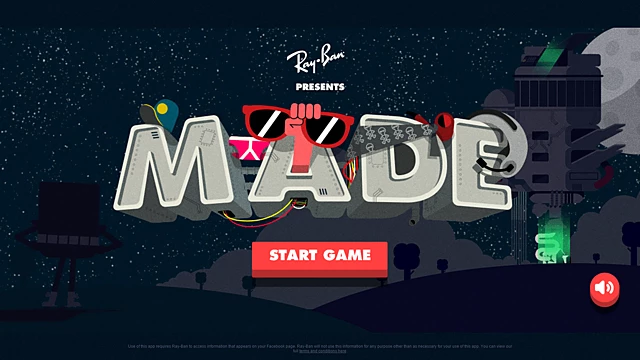 Ray-Ban
PRESENTS
MADE
START GAME
Use of this app requires Ray-Ban to access information that appears on your Facebook page. Ray-Ban will not use this information for any purpose other than as necessary for your use of this app. You can view our
full terms and conditions here